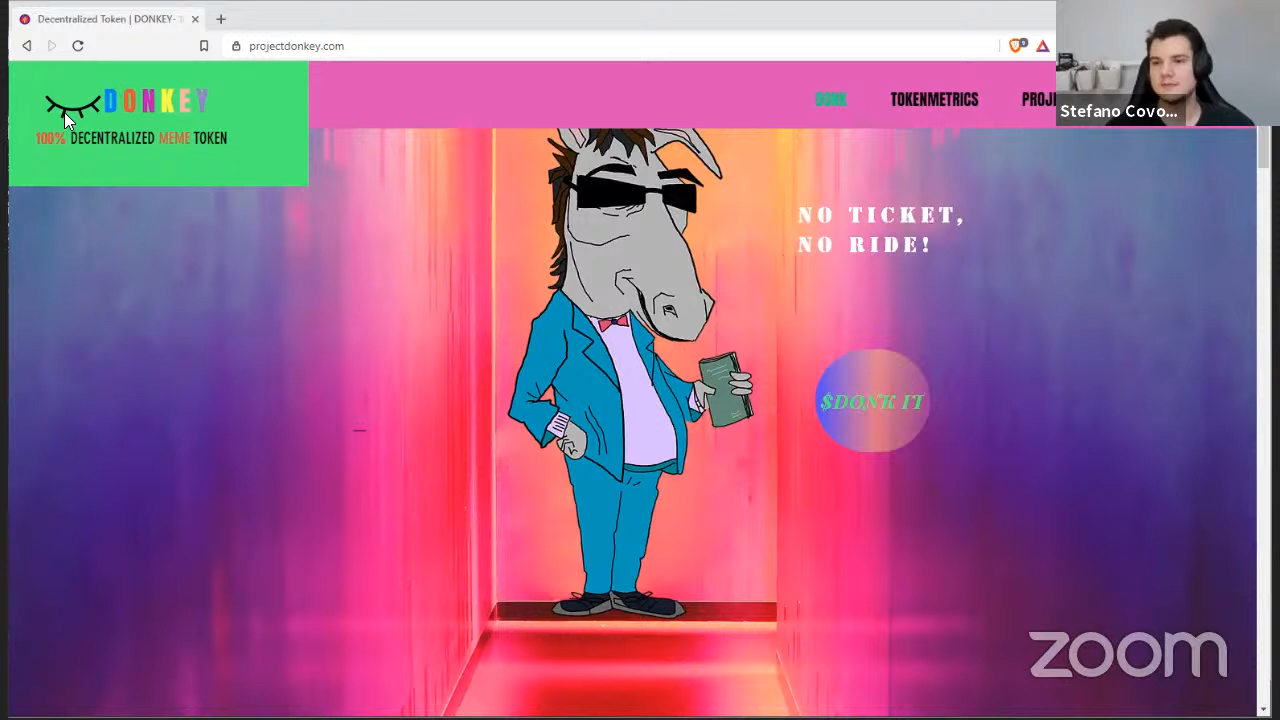 Decentralized Token | DONKEY-
projectdonkey.com
DONKEY
100% DECENTRALIZED MEME TOKEN
DONK
TOKENMETRICS
PROJ
Stefano Covo...
NO TICKET,
NO RIDE!
$DONK IT
zoom